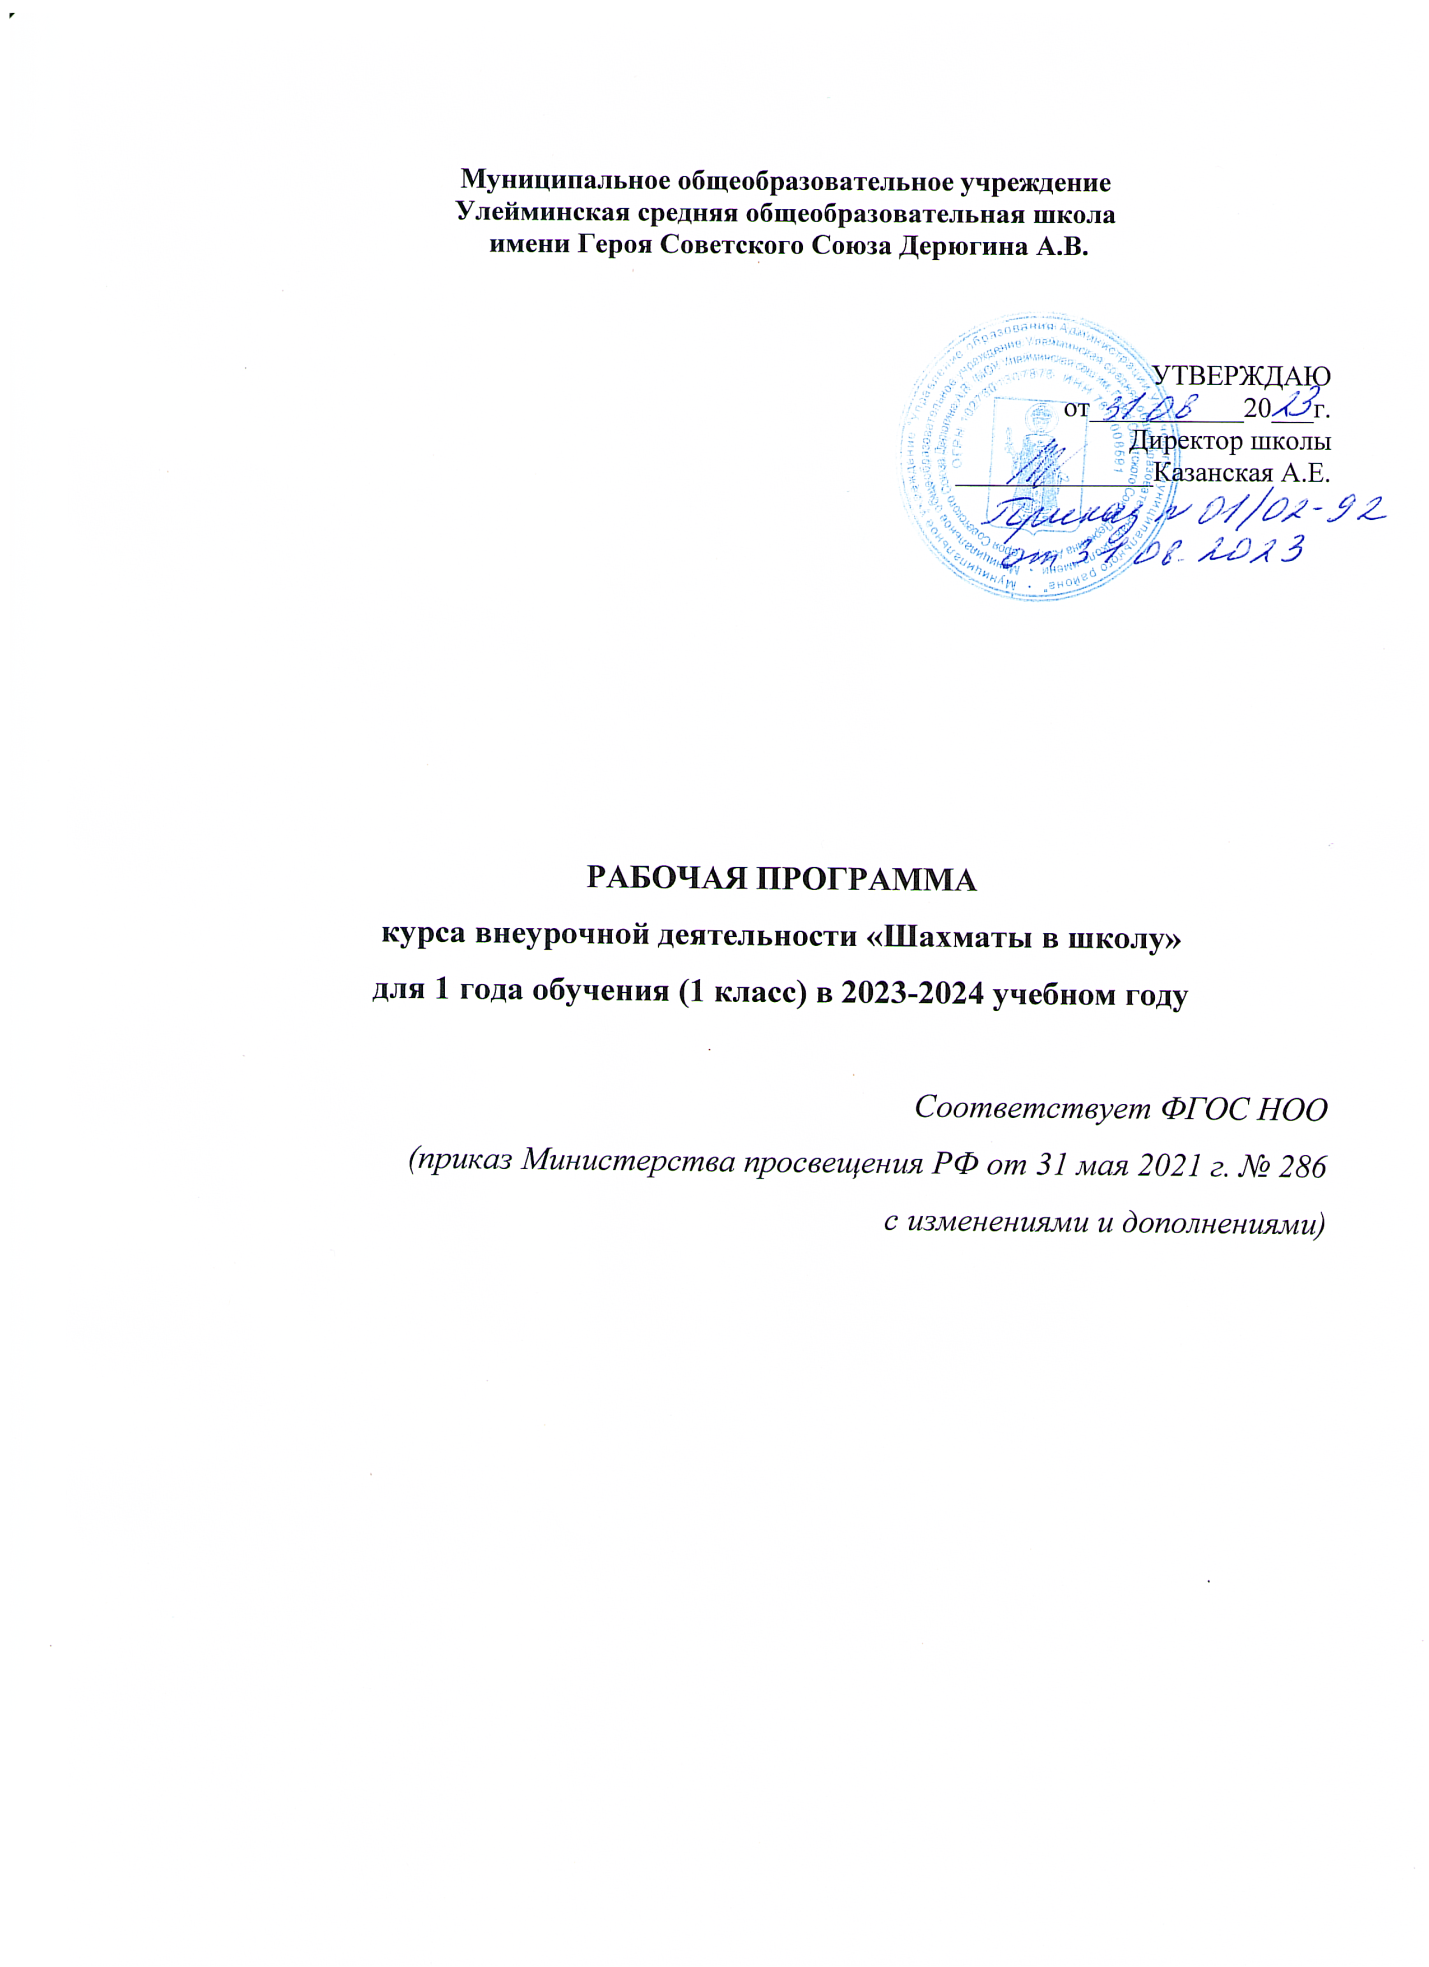 Муниципальное общеобразовательное учреждение
Улейминская средняя общеобразовательная школа
имени Героя Советского Союза Дерюгина А.В.
УТВЕРЖДАЮ
от 31 08 2023г.
Директор школы
Казанская А.Е.
Приказ № 01/02-92
от 31 08. 2023
РАБОЧАЯ ПРОГРАММА
курса внеурочной деятельности «Шахматы в школу»
для 1 года обучения (1 класс) в 2023-2024 учебном году
Соответствует ФГОС НОО
(приказ Министерства просвещения РФ от 31 мая 2021 г. № 286
с изменениями и дополнениями)